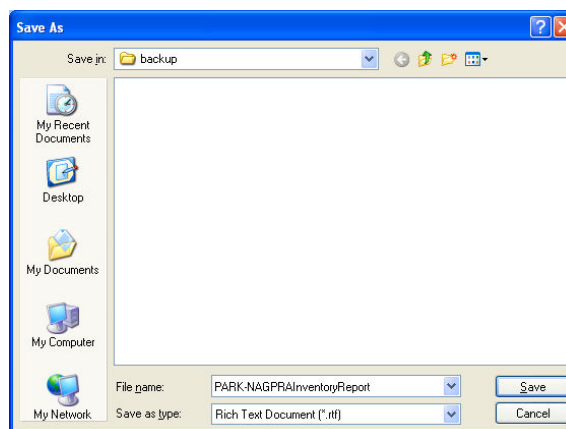 Save As
Save in: backup
My Recent
Documents
Desktop
My Documents
My Computer
My Network
File name: PARK-NAGPRAInventoryReport Save
Save as type: Rich Text Document (*.rtf) Cancel